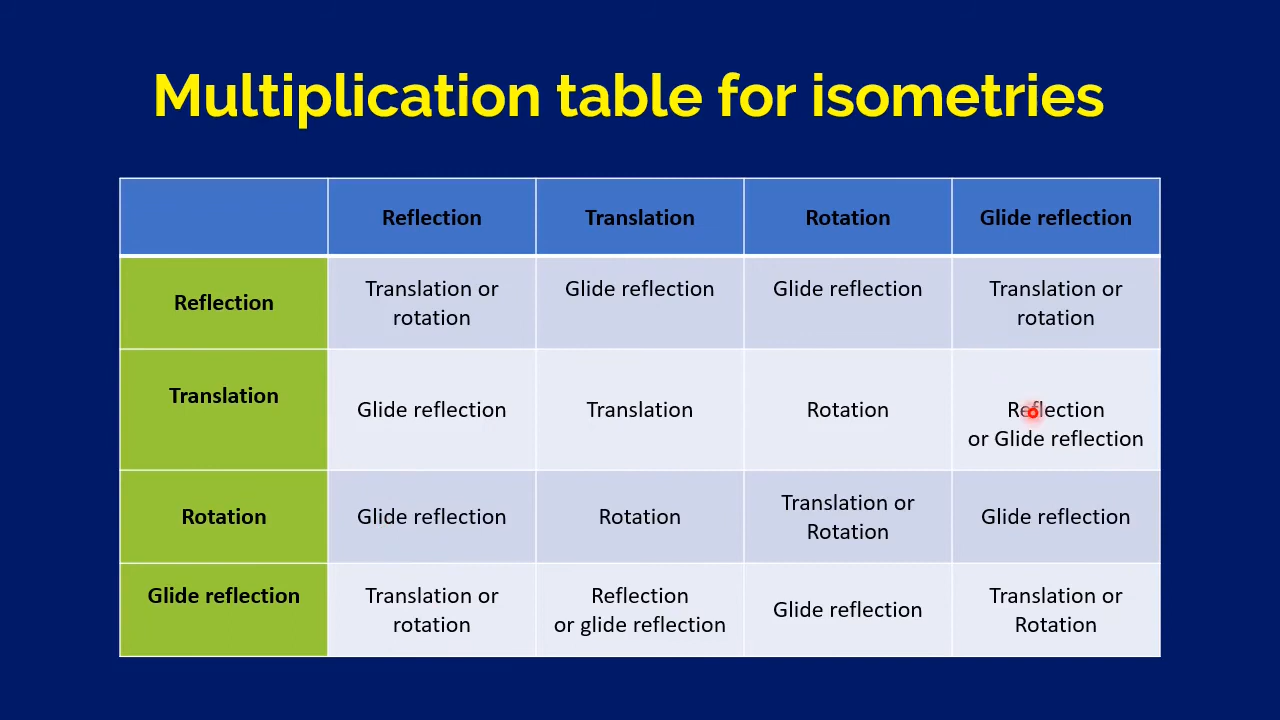 Multiplication table for isometries
Reflection Translation Rotation Glide reflection
Reflection
Translation or
rotation
Glide reflection
Glide reflection
Translation or
rotation
Translation
Glide reflection
Translation
Rotation
Reflection
or Glide reflection
Rotation
Glide reflection
Rotation
Translation or
Rotation
Glide reflection
Glide reflection
Translation or
rotation
Reflection
or glide reflection
Glide reflection
Translation or
Rotation